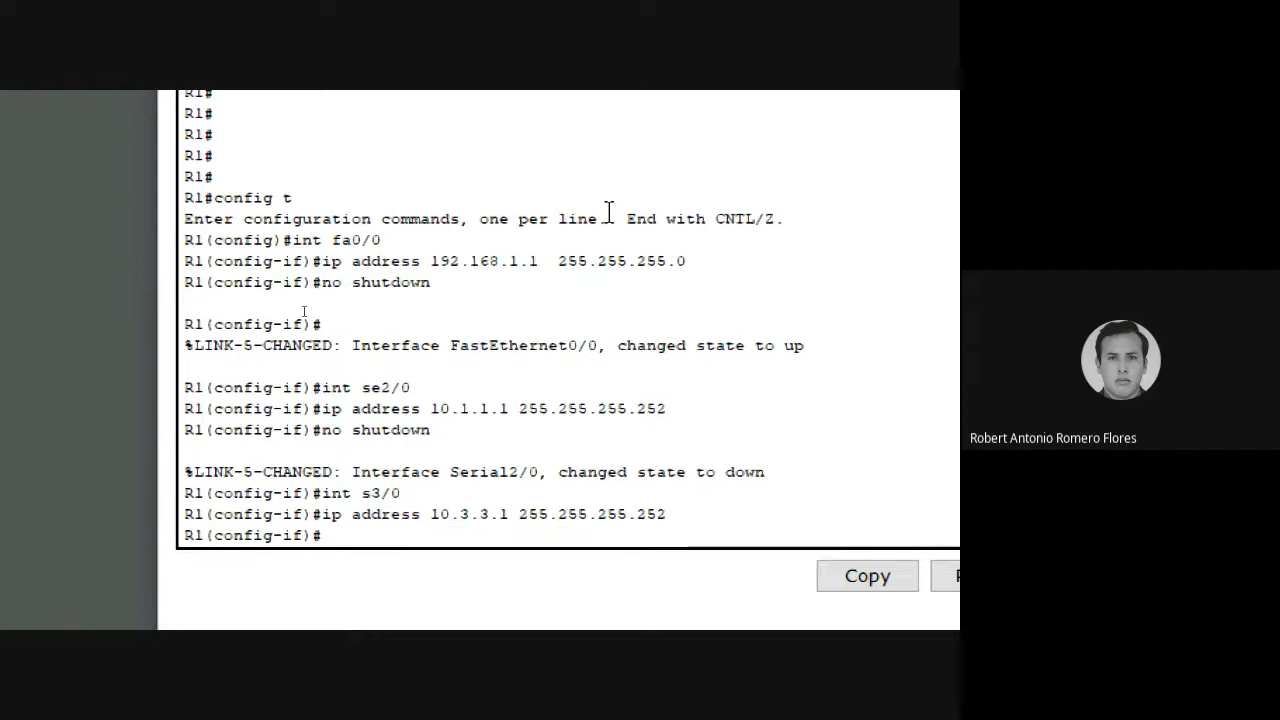 R1#
R1#
R1#
R1#
R1#
R1#config t
Enter configuration commands, one per line.  End with CNTL/Z.
R1(config)#int fa0/0
R1(config-if)#ip address 192.168.1.1  255.255.255.0
R1(config-if)#no shutdown
R1(config-if)#
%LINK-5-CHANGED: Interface FastEthernet0/0, changed state to up
R1(config-if)#int se2/0
R1(config-if)#ip address 10.1.1.1 255.255.255.252
R1(config-if)#no shutdown
%LINK-5-CHANGED: Interface Serial2/0, changed state to down
R1(config-if)#int s3/0
R1(config-if)#ip address 10.3.3.1 255.255.255.252
R1(config-if)#
Copy
Robert Antonio Romero Flores